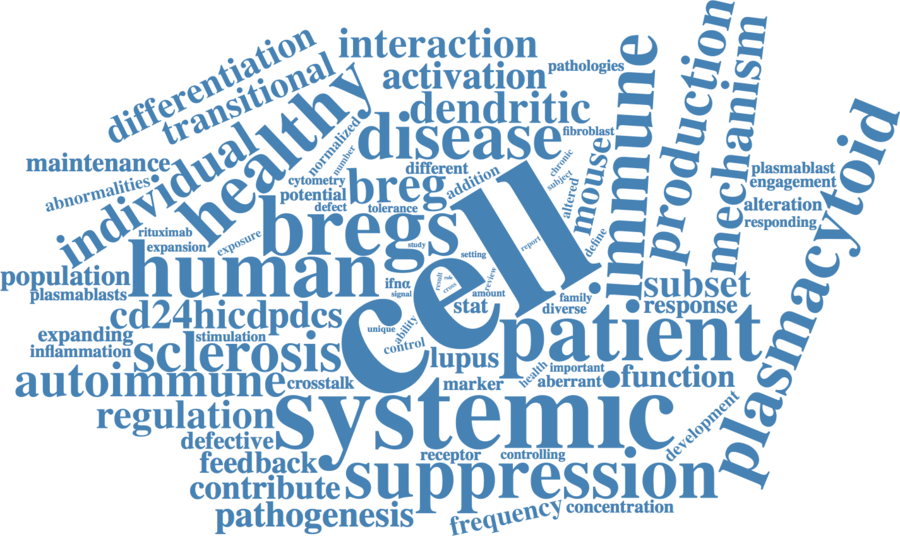 interaction
differentiation
activation
pathologies
transitional
healthy
dendritic
disease
fibroblast
immune
production
mechanism
plasmacytoid
maintenance
individual
normalized
number
different
abnormalities
cytometry
breg
addition
chronic
subject
altered
mouse
plasmablast
engagement
potential
defect
tolerance
alteration
responding
rituximab
expansion
exposure
bregs
study
cell
report
define
setting
population
human
plasmablasts
ifnα
signal
result
role
cross
review
amount
subset
family
diverse
response
cd24hicdpdcs
stat
unique
ability
control
patient
expanding
stimulation
inflammation
sclerosis
lupus
health
important
autoimmune
crosstalk
marker
aberrant
function
regulation
systemic
development
defective
receptor
controlling
feedback
suppression
contribute
pathogenesis
frequency
concentration